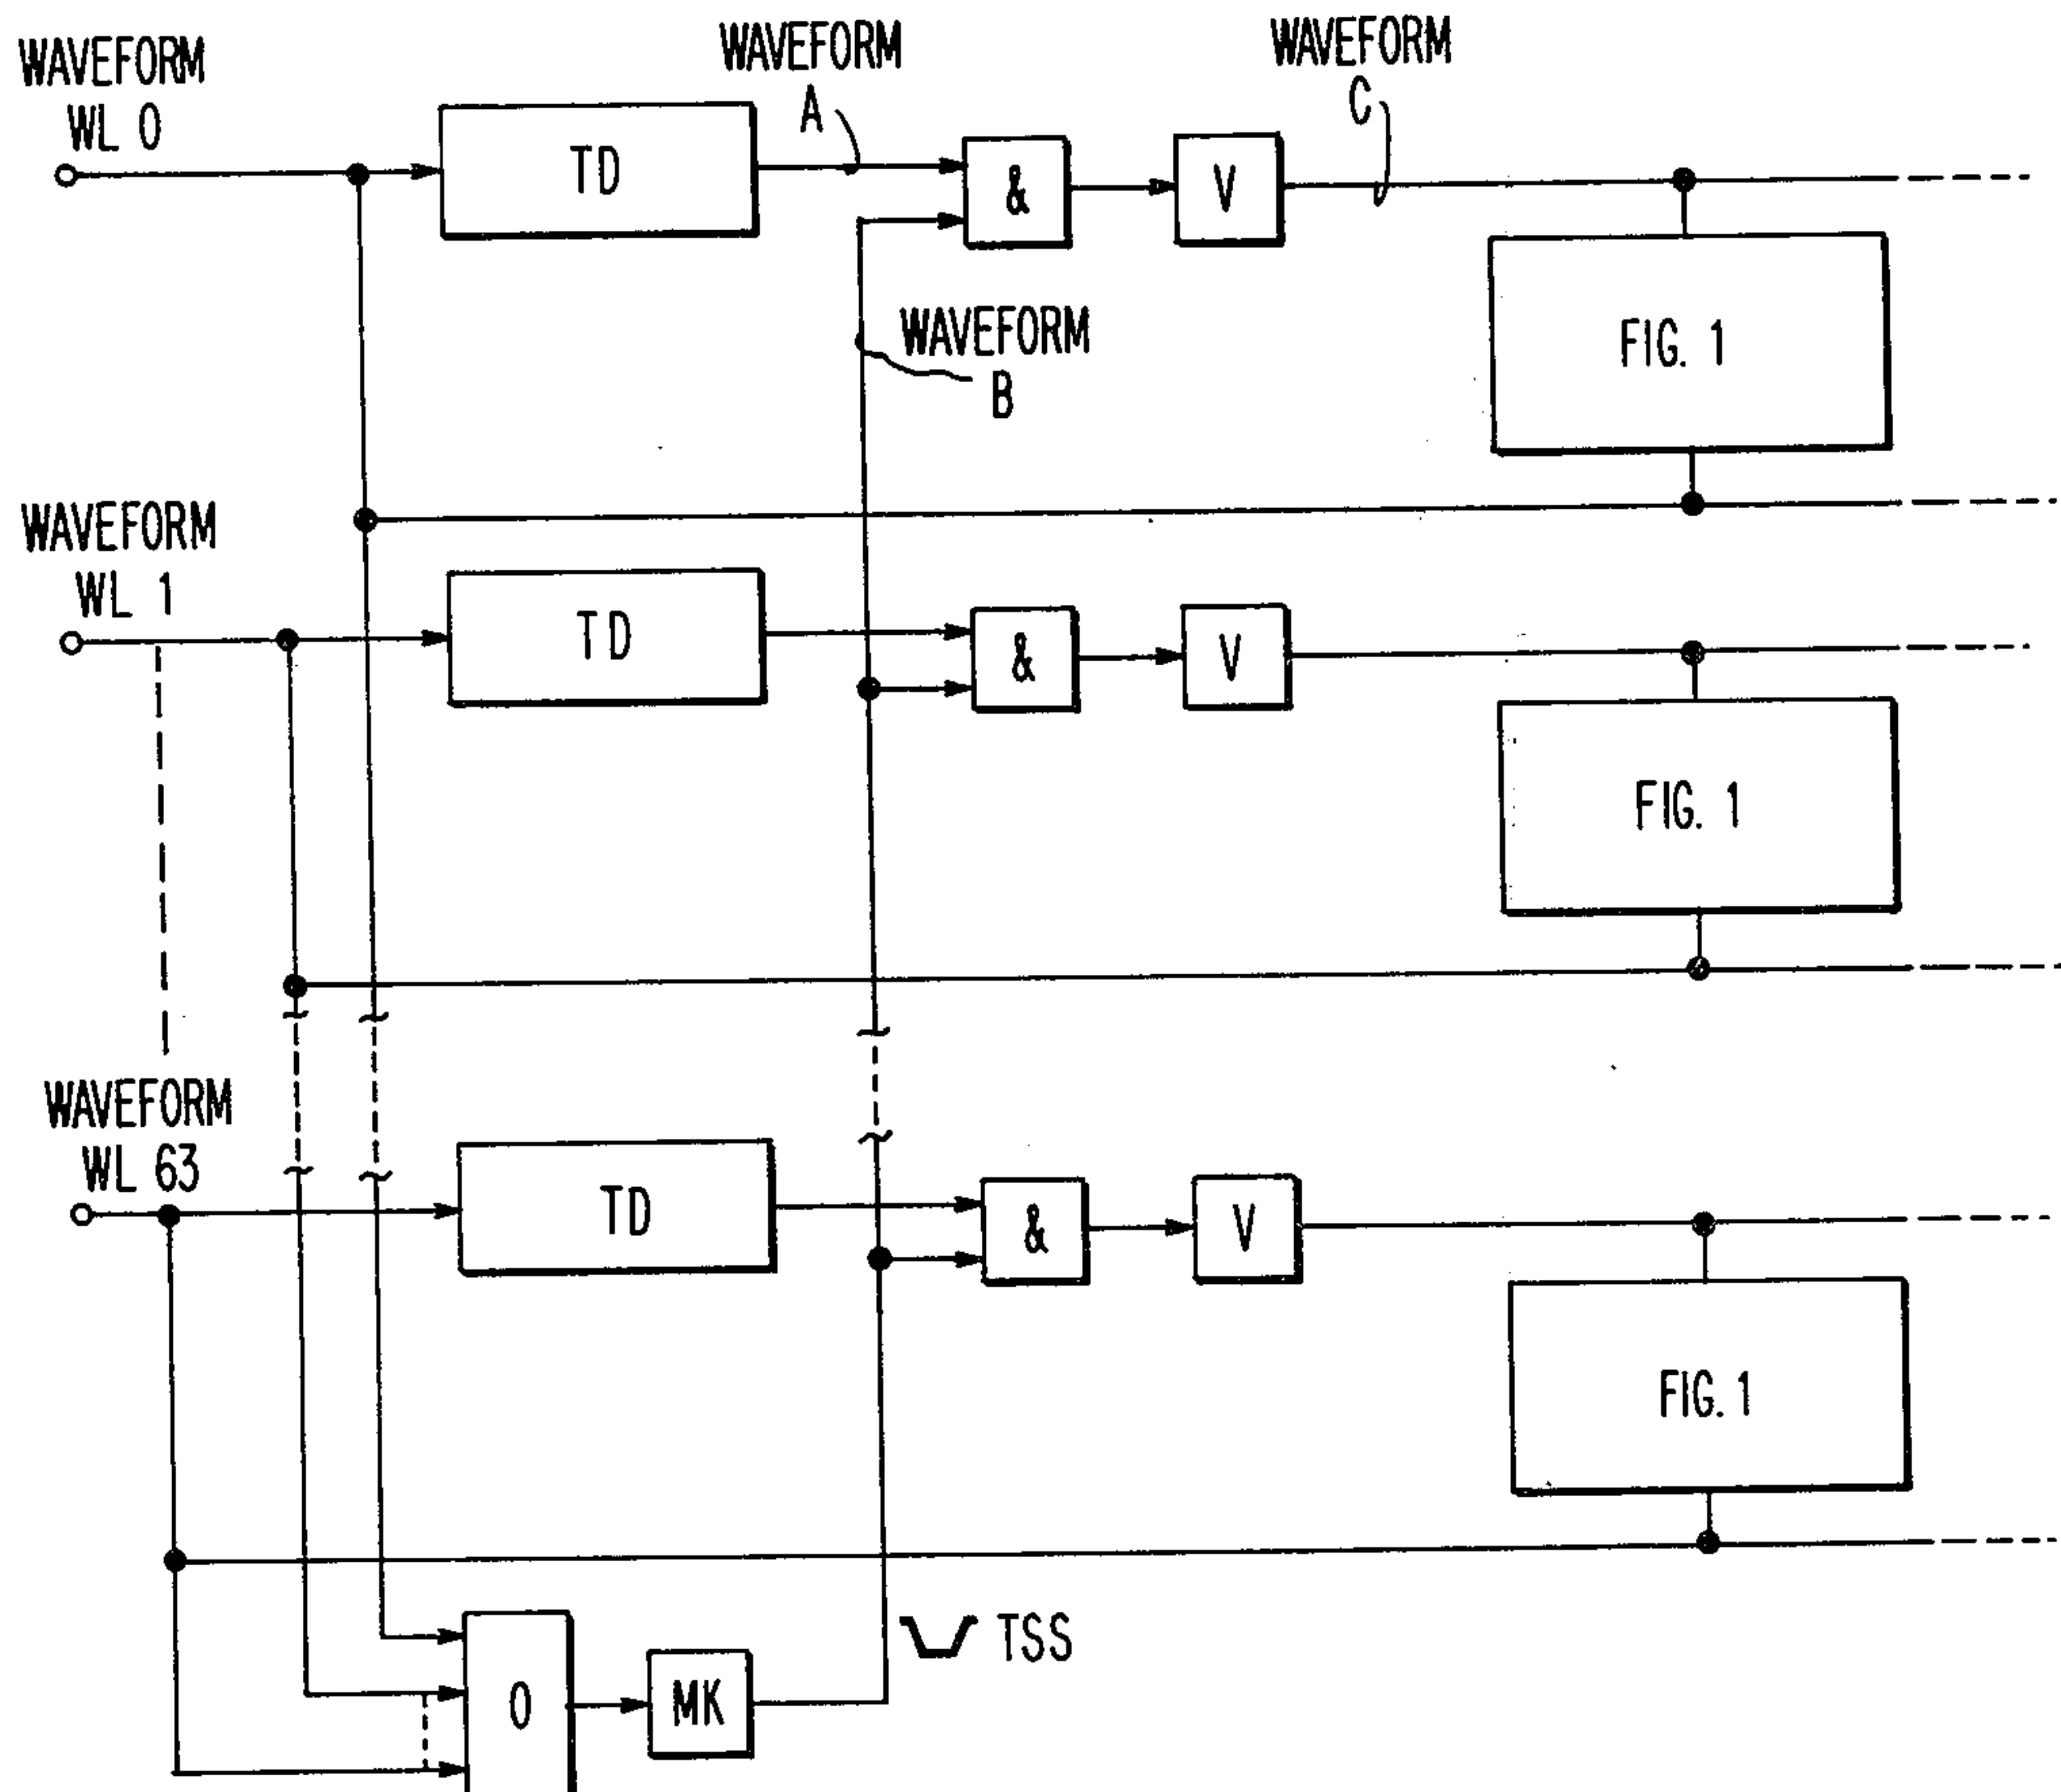 WAVEFORM
WL 0
WAVEFORM
A
WAVEFORM
C
TD
&
V
WAVEFORM
B
FIG. 1
WAVEFORM
WL 1
TD
&
V
FIG. 1
WAVEFORM
WL 63
TD
&
V
FIG. 1
TSS
O
MK